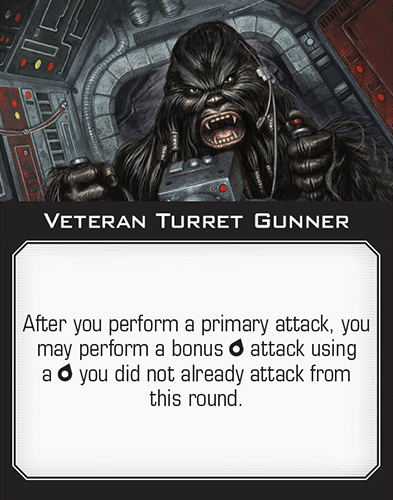 Veteran Turret Gunner
After you perform a primary attack, you
may perform a bonus attack using
a you did not already attack from
this round.